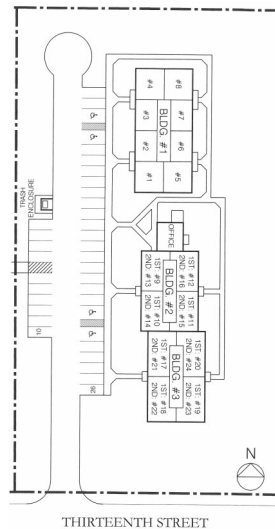 #4
#8
#3
#7
BLDG. #1
#2
#6
#1
#5
TRASH
ENCLOSURE
OFFICE
1ST: #9
2ND: #13
1ST: #12
2ND: #16
BLDG. #2
1ST: #10
2ND: #14
1ST: #11
2ND: #15
1ST: #17
2ND: #21
1ST: #20
2ND: #24
BLDG. #3
1ST: #18
2ND: #22
1ST: #19
2ND: #23
10
26
N
THIRTEENTH STREET